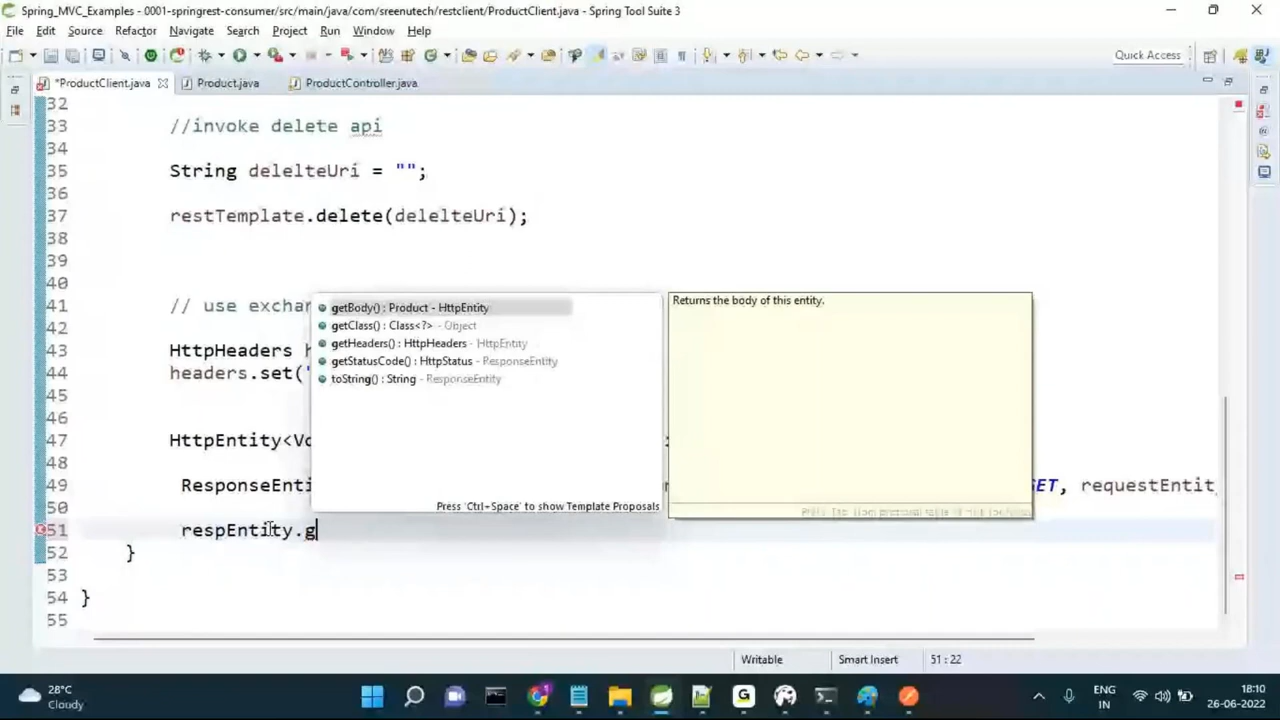 Spring_MVC_Examples - 0001-springrest-consumer/src/main/java/com/sreenutech/restclient/ProductClient.java - Spring Tool Suite 3
File Edit Source Refactor Navigate Search Project Run Window Help
Quick Access
*ProductClient.java Product.java ProductController.java
32
33 //invoke delete api
34
35 String delelteUri = "";
36
37 restTemplate.delete(delelteUri);
38
39
40
41 // use exchan
42
43 HttpHeaders h
44 headers.set("
45
46
47 HttpEntity<Vo
48
49 ResponseEnti ET, requestEntit
50
51 respEntity.g
52 }
53
54 }
55
getBody() : Product - HttpEntity
getClass() : Class<?> - Object
getHeaders() : HttpHeaders - HttpEntity
getStatusCode() : HttpStatus - ResponseEntity
toString() : String - ResponseEntity
Press 'Ctrl+Space' to show Template Proposals
Returns the body of this entity.
Writable Smart Insert 51 : 22
28°C
Cloudy
ENG
IN
18:10
26-06-2022